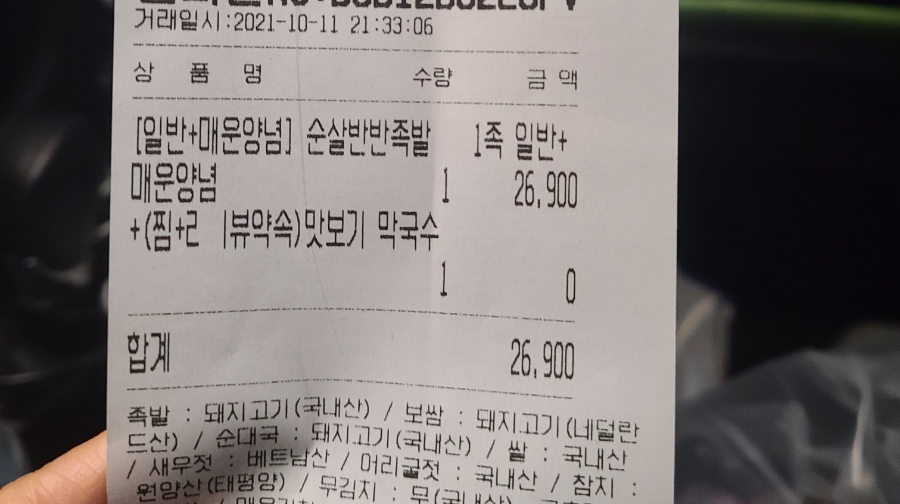 거래일시:2021-10-11 21:33:06
상 품 명 수량 금 액
[일반+매운양념] 순살반반족발 1족 일반+
매운양념 1 26,900
+(찜+리뷰약속)맛보기 막국수
1 0
합계 26,900
족발 : 돼지고기(국내산) / 보쌈 : 돼지고기(네덜란
드산) / 순대국 : 돼지고기(국내산) / 쌀 : 국내산
/ 새우젓 : 베트남산 / 어리굴젓 : 국내산 / 참치 :
원양산(태평양) / 무김치 : 무(국내산)